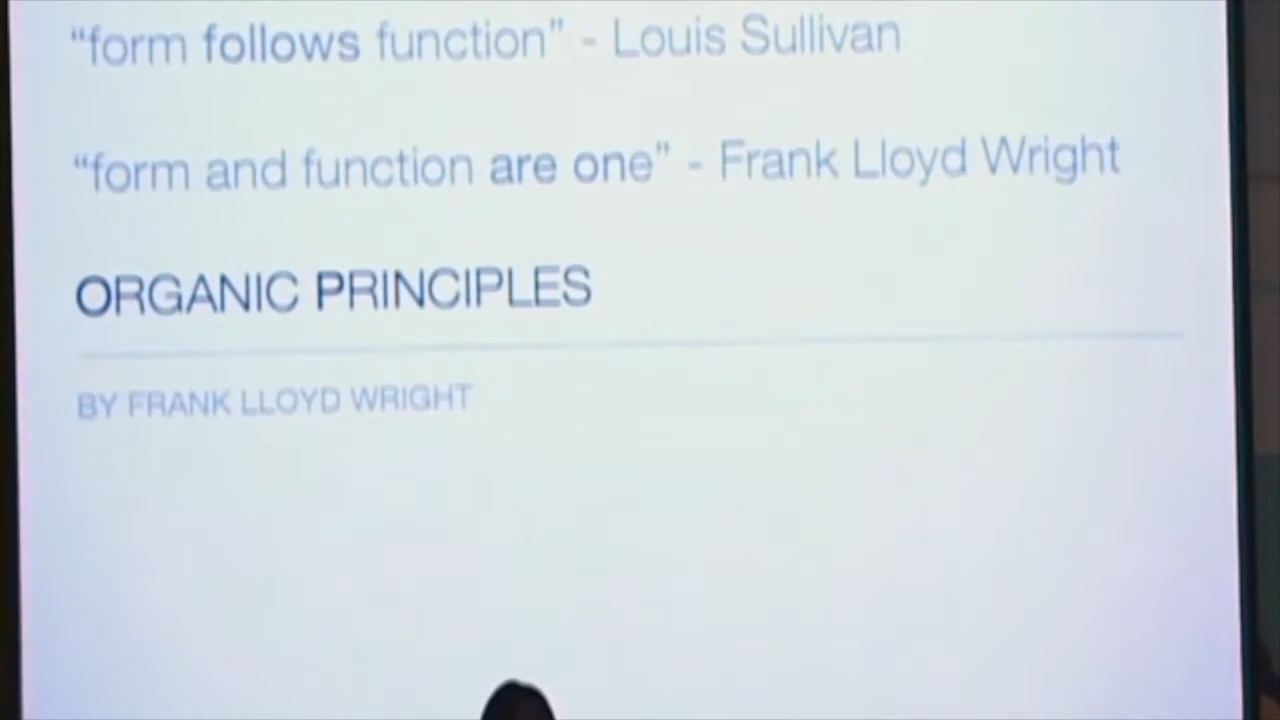 “form follows function” - Louis Sullivan
“form and function are one” - Frank Lloyd Wright
ORGANIC PRINCIPLES
BY FRANK LLOYD WRIGHT